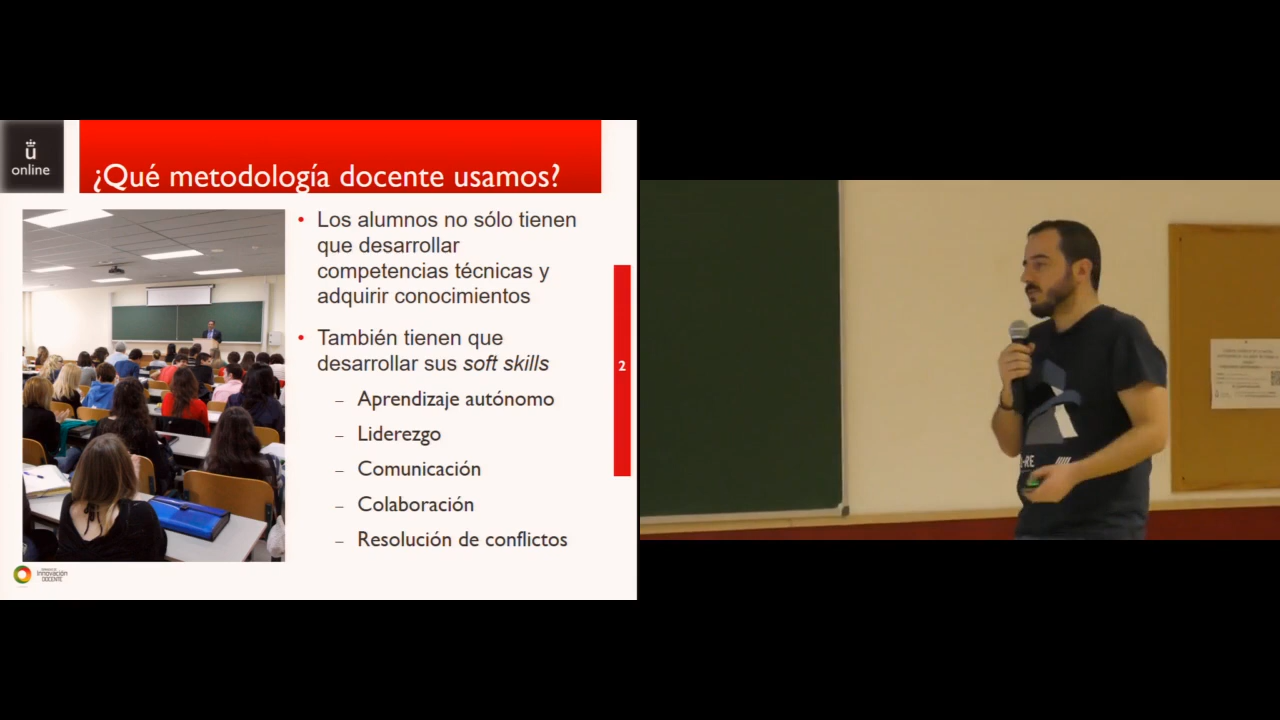 ü
online
¿Qué metodología docente usamos?
• Los alumnos no sólo tienen
que desarrollar
competencias técnicas y
adquirir conocimientos
• También tienen que
desarrollar sus soft skills
– Aprendizaje autónomo
– Liderezgo
– Comunicación
– Colaboración
– Resolución de conflictos
2
innovación
DOCENTE
-RE